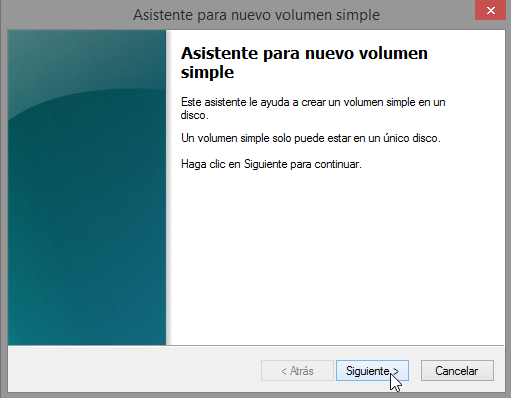 Asistente para nuevo volumen simple
Asistente para nuevo volumen
simple
Este asistente le ayuda a crear un volumen simple en un
disco.
Un volumen simple solo puede estar en un único disco.
Haga clic en Siguiente para continuar.
< Atrás
Siguiente >
Cancelar